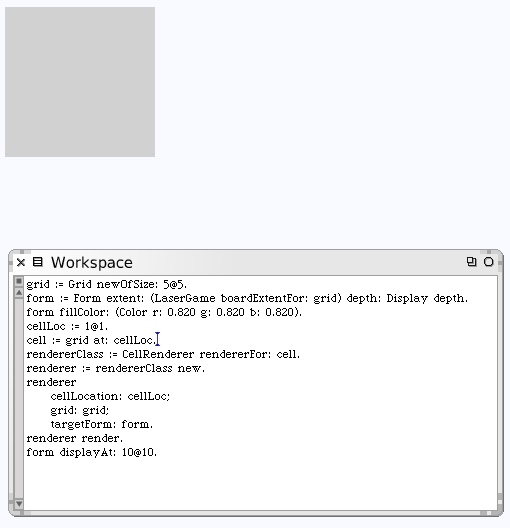 Workspace
grid := Grid newOfSize: 5@5.
form := Form extent: (LaserGame boardExtentFor: grid) depth: Display depth.
form fillColor: (Color r: 0.820 g: 0.820 b: 0.820).
cellLoc := 1@1.
cell := grid at: cellLoc.
rendererClass := CellRenderer rendererFor: cell.
renderer := rendererClass new.
renderer
cellLocation: cellLoc;
grid: grid;
targetForm: form.
renderer render.
form displayAt: 10@10.